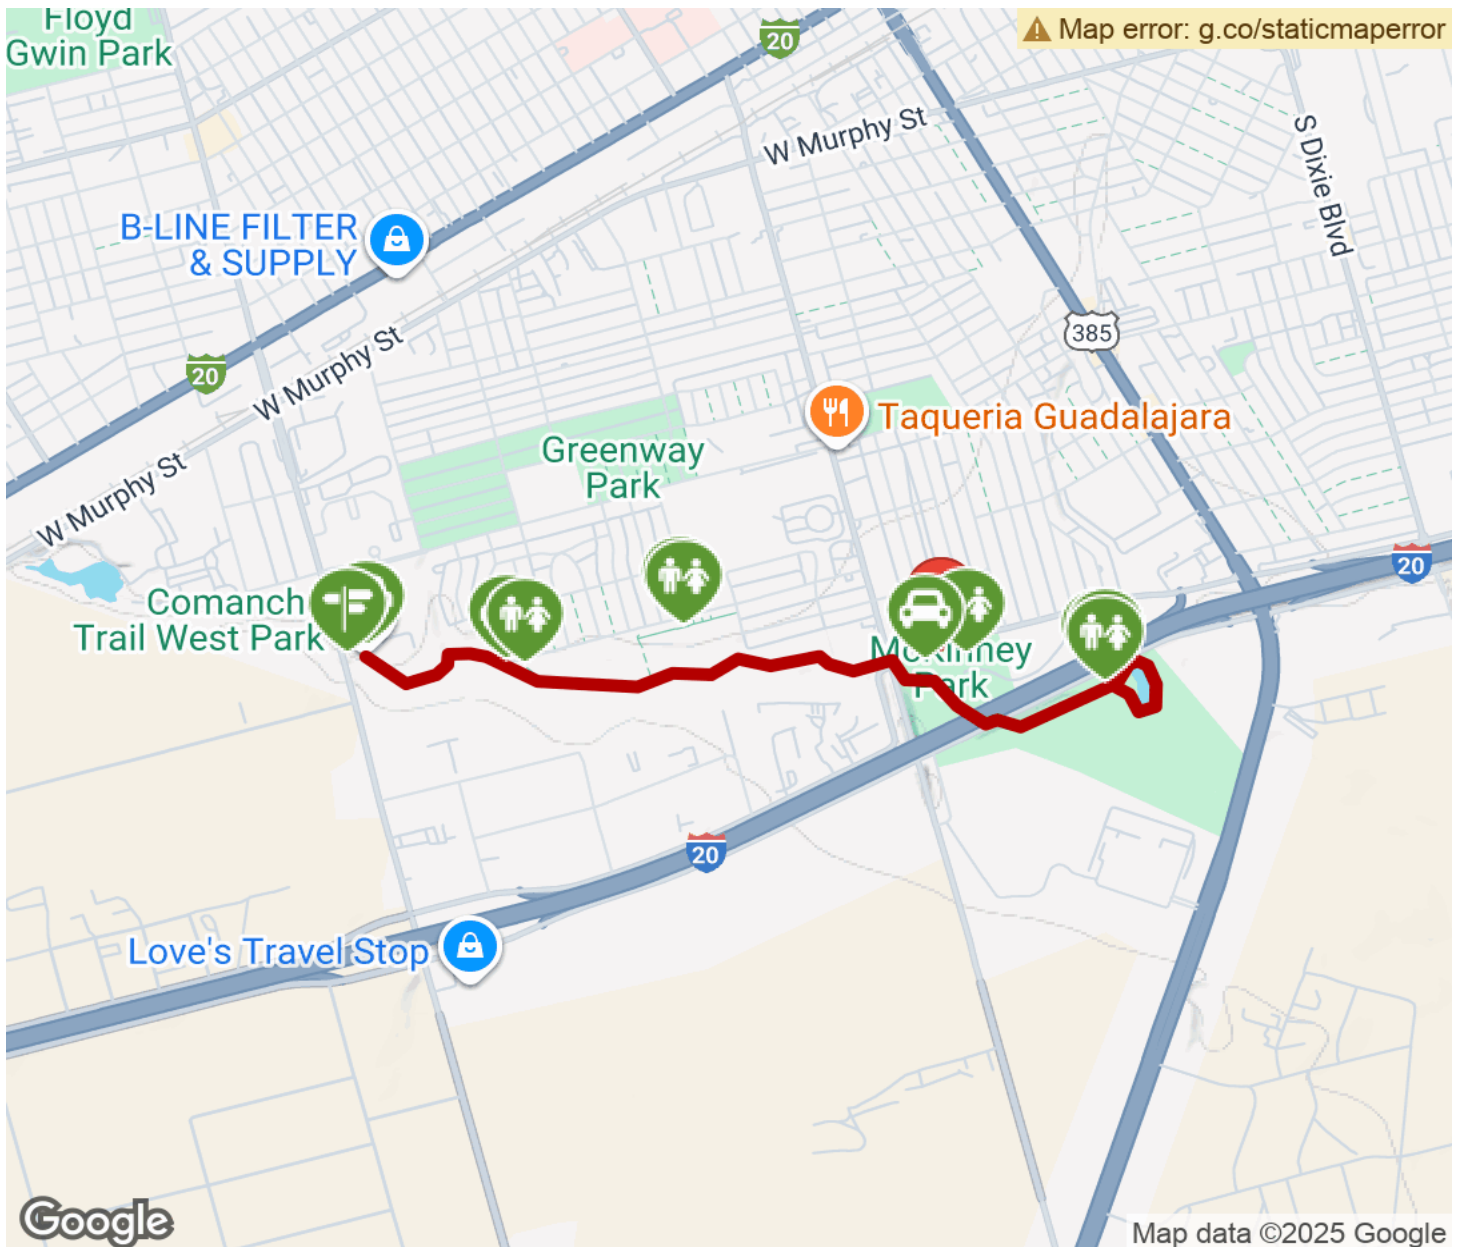 Floyd
Gwin Park
20
Map error: g.co/staticmaperror
W Murphy St
S Dixie Blvd
B-LINE FILTER
& SUPPLY
385
20
W Murphy St
Taqueria Guadalajara
Greenway
Park
W Murphy St
20
Comanch
Trail West Park
McKinney
Park
20
Love's Travel Stop
Google
Map data ©2025 Google